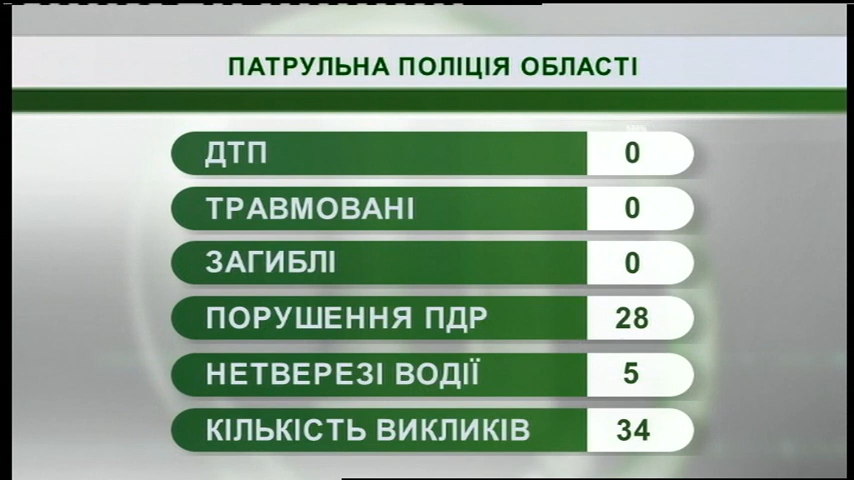 ПАТРУЛЬНА ПОЛІЦІЯ ОБЛАСТІ
ДТП 0
ТРАВМОВАНІ 0
ЗАГИБЛІ 0
ПОРУШЕННЯ ПДР 28
НЕТВЕРЕЗІ ВОДІЇ 5
КІЛЬКІСТЬ ВИКЛИКІВ 34